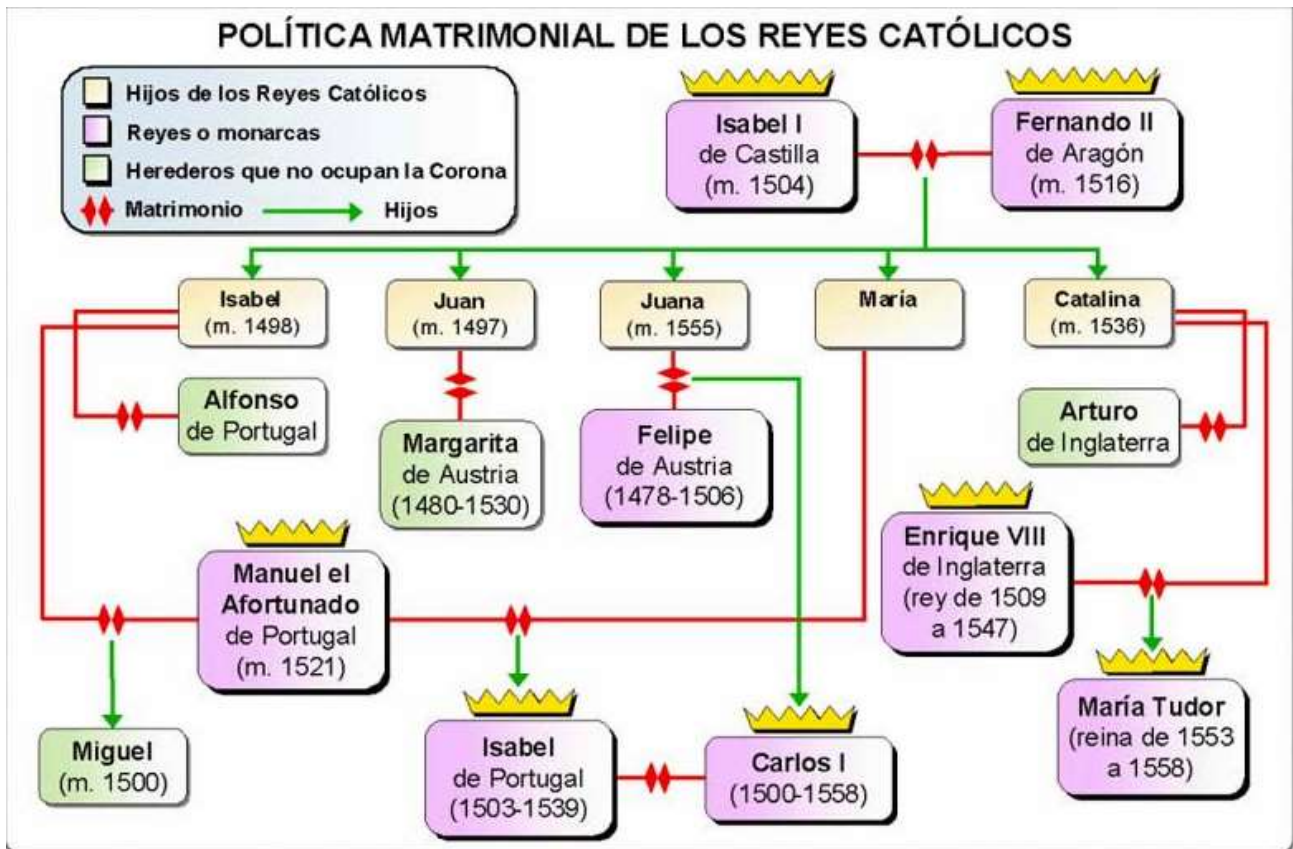 POLÍTICA MATRIMONIAL DE LOS REYES CATÓLICOS
Hijos de los Reyes Católicos
Reyes o monarcas
Herederos que no ocupan la Corona
Matrimonio
Hijos
Isabel I
de Castilla
(m. 1504)
Fernando II
de Aragón
(m. 1516)
Isabel
(m. 1498)
Juan
(m. 1497)
Juana
(m. 1555)
María
Catalina
(m. 1536)
Alfonso
de Portugal
Margarita
de Austria
(1480-1530)
Felipe
de Austria
(1478-1506)
Arturo
de Inglaterra
Manuel el
Afortunado
de Portugal
(m. 1521)
Enrique VIII
de Inglaterra
(rey de 1509
a 1547)
Miguel
(m. 1500)
Isabel
de Portugal
(1503-1539)
Carlos I
(1500-1558)
María Tudor
(reina de 1553
a 1558)